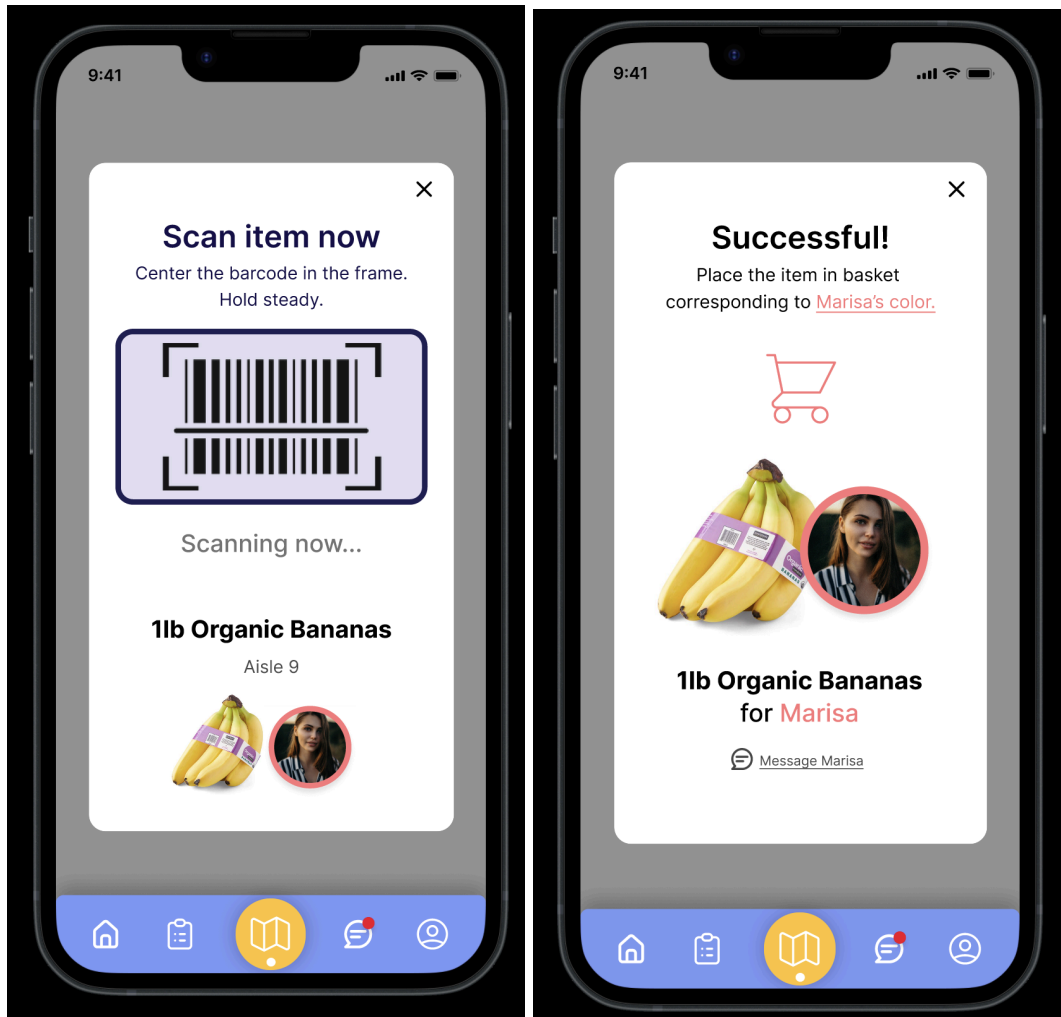 9:41
Scan item now
Center the barcode in the frame.
Hold steady.
Scanning now...
1lb Organic Bananas
Aisle 9
9:41
Successful!
Place the item in basket
corresponding to Marisa's color.
Organic
BANANAS
1lb Organic Bananas
for Marisa
Message Marisa